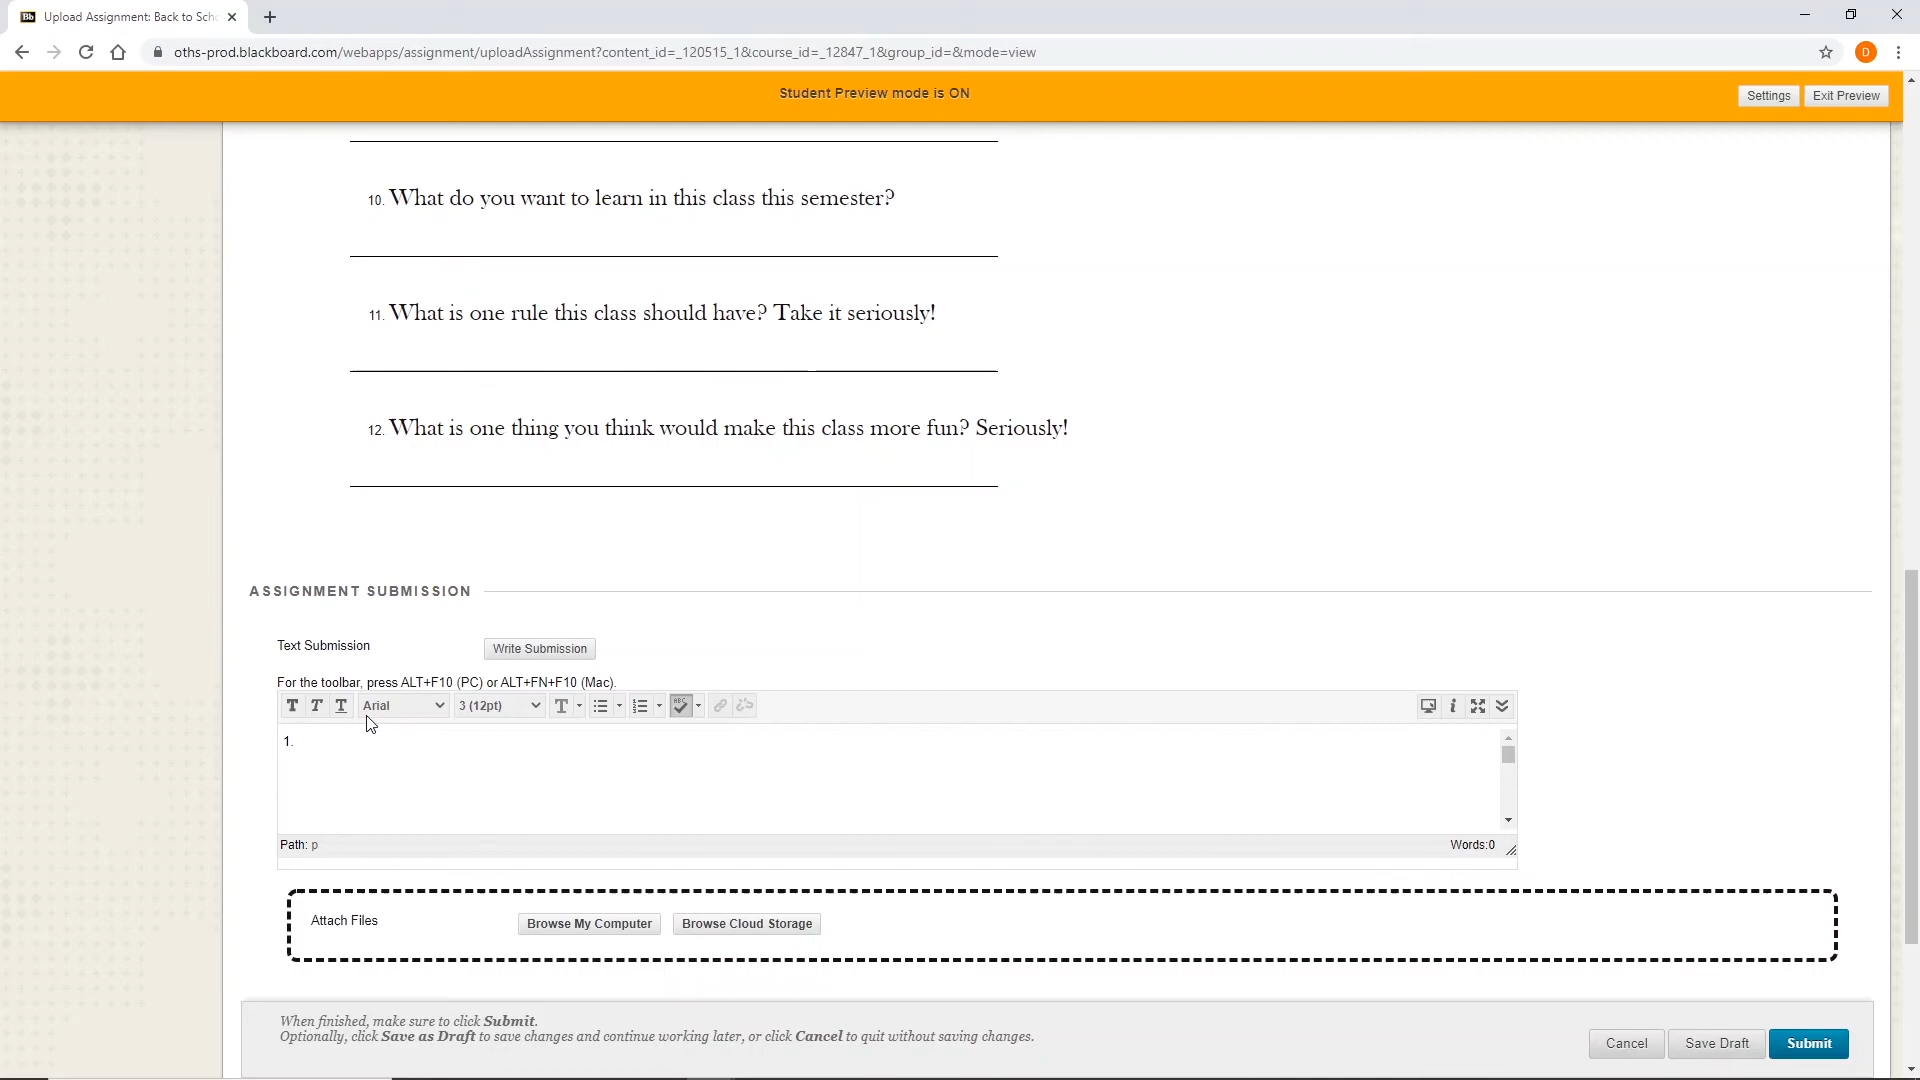 Bb Upload Assignment: Back to Scho
oths-prod.blackboard.com/webapps/assignment/uploadAssignment?content_id=_120515_1&course_id=_12847_1&group_id=&mode=view
D
Student Preview mode is ON
Settings
Exit Preview
10. What do you want to learn in this class this semester?
11. What is one rule this class should have? Take it seriously!
12. What is one thing you think would make this class more fun? Seriously!
ASSIGNMENT SUBMISSION
Text Submission
Write Submission
For the toolbar, press ALT+F10 (PC) or ALT+FN+F10 (Mac).
T T T Arial 3 (12pt) T ABC i
1.
Path: p
Words:0
Attach Files
Browse My Computer
Browse Cloud Storage
When finished, make sure to click Submit.
Optionally, click Save as Draft to save changes and continue working later, or click Cancel to quit without saving changes.
Cancel
Save Draft
Submit